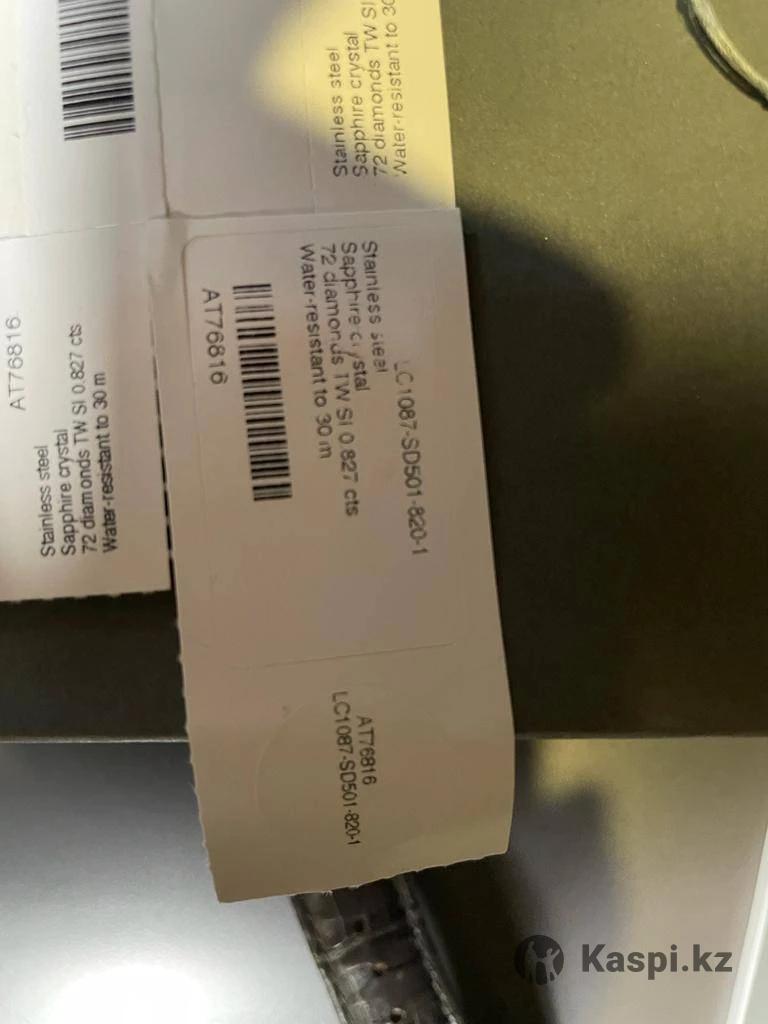 Stainless steel
Sapphire crystal
72 diamonds TW SI
Water-resistant to 30
AT76816
Stainless steel
Sapphire crystal
72 diamonds TW SI 0.827 cts
Water-resistant to 30 m
LC1087-SD501-820-1
Stainless steel
Sapphire crystal
72 diamonds TW SI 0.827 cts
Water-resistant to 30 m
AT76816
AT76816
LC1087-SD501-820-1
Kaspi.kz